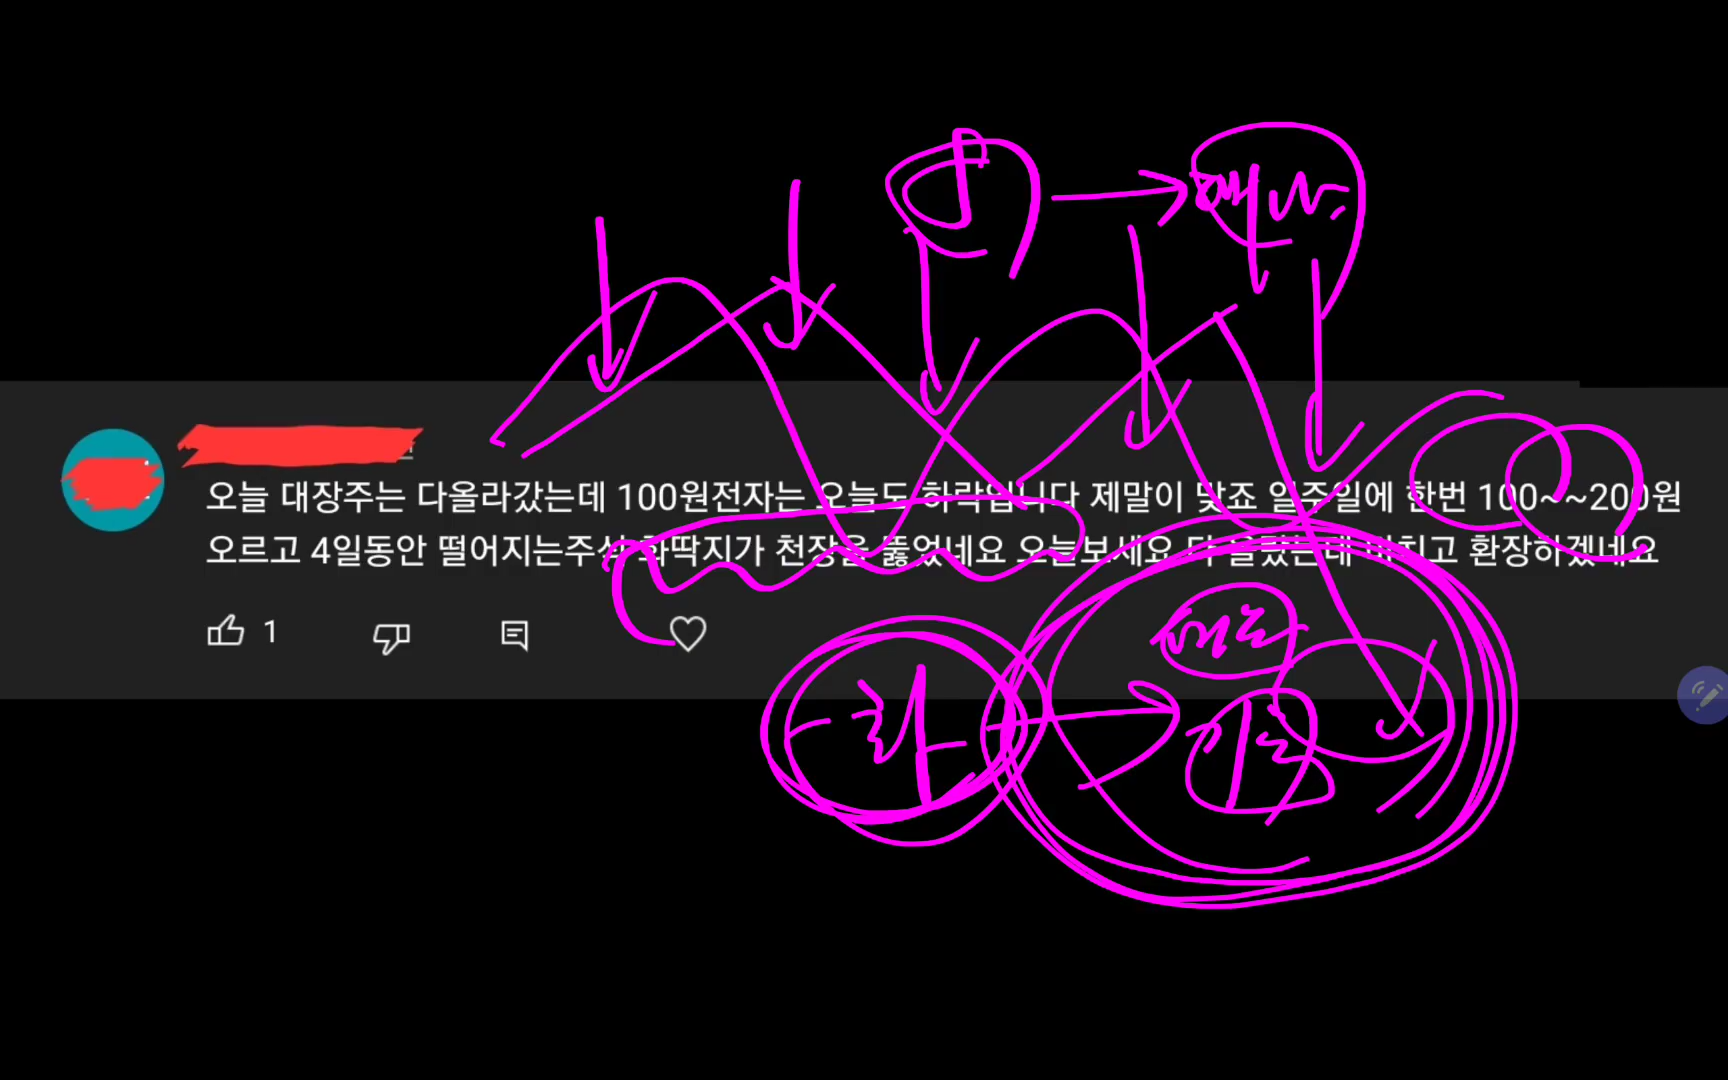 오늘 대장주는 다올라갔는데 100원전자는 오늘도 하락입니다 제말이 맞죠 일주일에 한번 100~~200원
오르고 4일동안 떨어지는주식 화딱지가 천장을 뚫었네요 오늘보세요 다 올랐는데 미치고 환장하겠네요
1
화